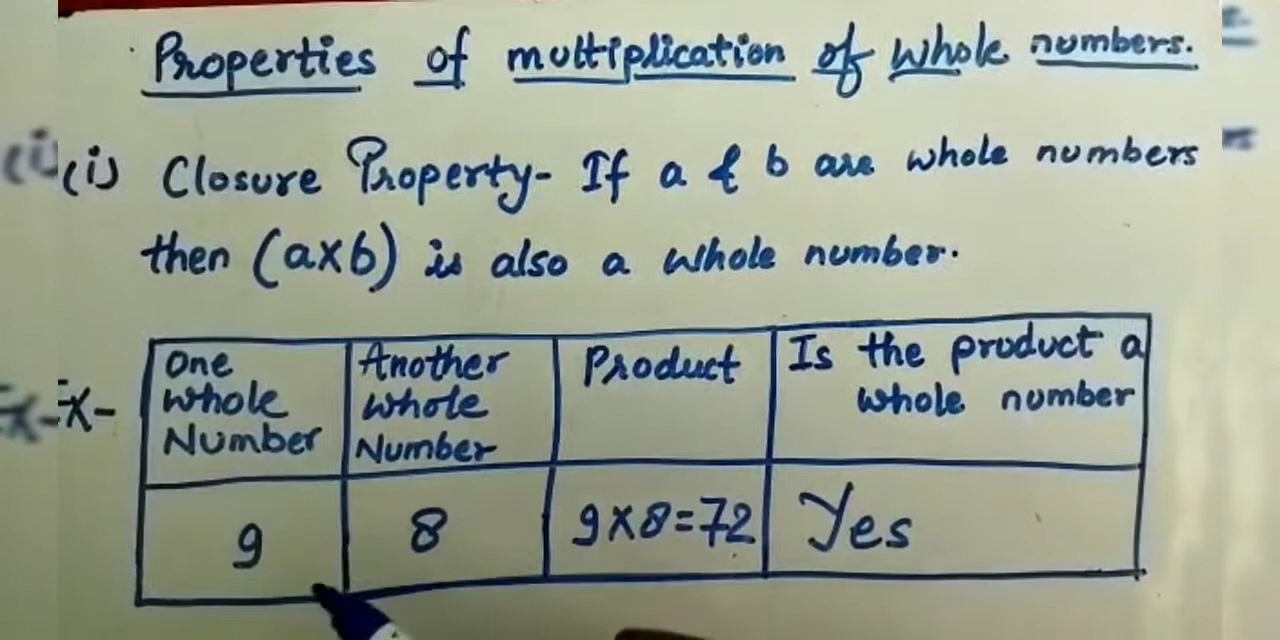 Properties of multiplication of whole numbers.
(i) Closure Property- If a & b are whole numbers
then (a×b) is also a whole number.
Ex-
One whole Number
Another whole Number
Product
Is the product a whole number
9
8
9×8=72
Yes